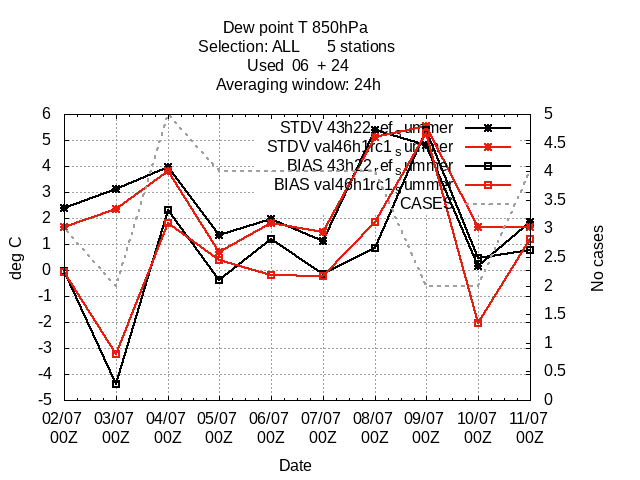 Dew point T 850hPa
Selection: ALL      5 stations
Used  06  + 24
Averaging window: 24h
STDV 43h22_ef_summer
STDV val46h1rc1_summer
BIAS 43h22_ef_summer
BIAS val46h1rc1_summer
CASES
deg C
No cases
6
5
4
3
2
1
0
-1
-2
-3
-4
-5
5
4.5
4
3.5
3
2.5
2
1.5
1
0.5
0
02/07 03/07 04/07 05/07 06/07 07/07 08/07 09/07 10/07 11/07
00Z 00Z 00Z 00Z 00Z 00Z 00Z 00Z 00Z 00Z
Date